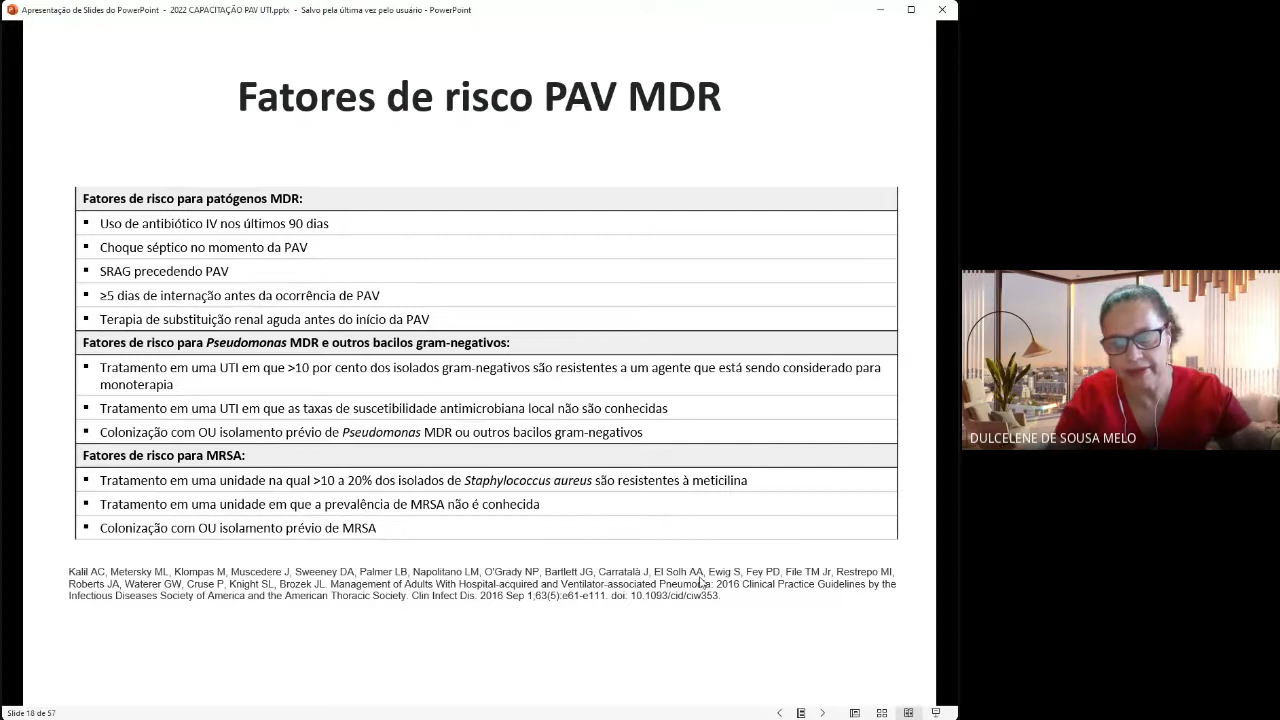 Apresentação de Slides do PowerPoint - 2022 CAPACITAÇÃO PAV UTI.pptx - Salvo pela última vez pelo usuário - PowerPoint
Fatores de risco PAV MDR
Fatores de risco para patógenos MDR:
▪ Uso de antibiótico IV nos últimos 90 dias
▪ Choque séptico no momento da PAV
▪ SRAG precedendo PAV
▪ ≥5 dias de internação antes da ocorrência de PAV
▪ Terapia de substituição renal aguda antes do início da PAV
Fatores de risco para Pseudomonas MDR e outros bacilos gram-negativos:
▪ Tratamento em uma UTI em que >10 por cento dos isolados gram-negativos são resistentes a um agente que está sendo considerado para
monoterapia
▪ Tratamento em uma UTI em que as taxas de suscetibilidade antimicrobiana local não são conhecidas
▪ Colonização com OU isolamento prévio de Pseudomonas MDR ou outros bacilos gram-negativos
Fatores de risco para MRSA:
▪ Tratamento em uma unidade na qual >10 a 20% dos isolados de Staphylococcus aureus são resistentes à meticilina
▪ Tratamento em uma unidade em que a prevalência de MRSA não é conhecida
▪ Colonização com OU isolamento prévio de MRSA
Kalil AC, Metersky ML, Klompas M, Muscedere J, Sweeney DA, Palmer LB, Napolitano LM, O'Grady NP, Bartlett JG, Carratalà J, El Solh AA, Ewig S, Fey PD, File TM Jr, Restrepo MI,
Roberts JA, Waterer GW, Cruse P, Knight SL, Brozek JL. Management of Adults With Hospital-acquired and Ventilator-associated Pneumonia: 2016 Clinical Practice Guidelines by the
Infectious Diseases Society of America and the American Thoracic Society. Clin Infect Dis. 2016 Sep 1;63(5):e61-e111. doi: 10.1093/cid/ciw353.
DULCELENE DE SOUSA MELO
Slide 18 de 57